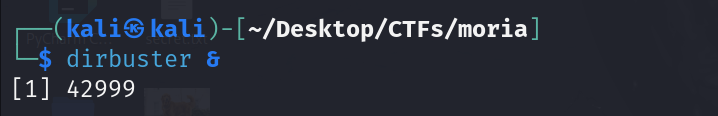 ┌──(kali㉿kali)-[~/Desktop/CTFs/moria]
└─$ dirbuster &
[1] 42999